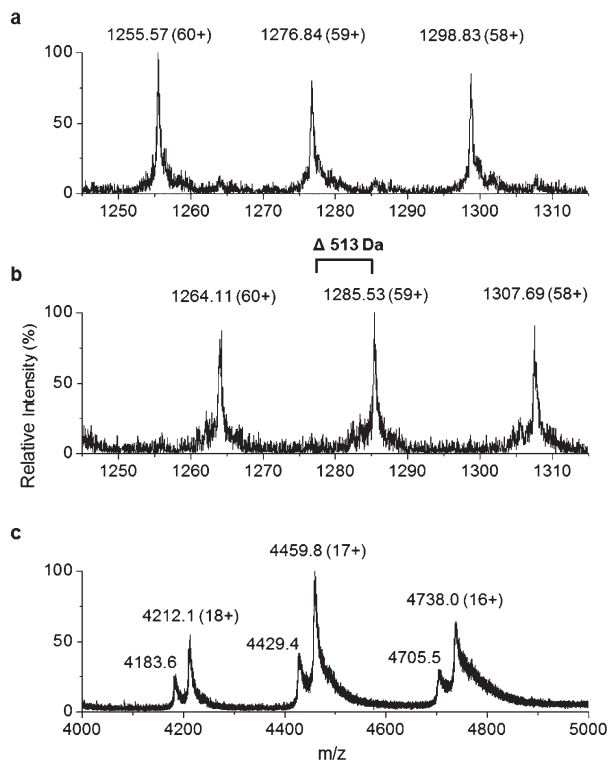 a
1255.57 (60+) 1276.84 (59+) 1298.83 (58+)
100
50
0
1250 1260 1270 1280 1290 1300 1310
Δ 513 Da
b
1264.11 (60+) 1285.53 (59+) 1307.69 (58+)
100
50
0
1250 1260 1270 1280 1290 1300 1310
Relative Intensity (%)
c
4459.8 (17+)
4212.1 (18+) 4738.0 (16+)
4183.6 4429.4 4705.5
100
50
0
4000 4200 4400 4600 4800 5000
m/z